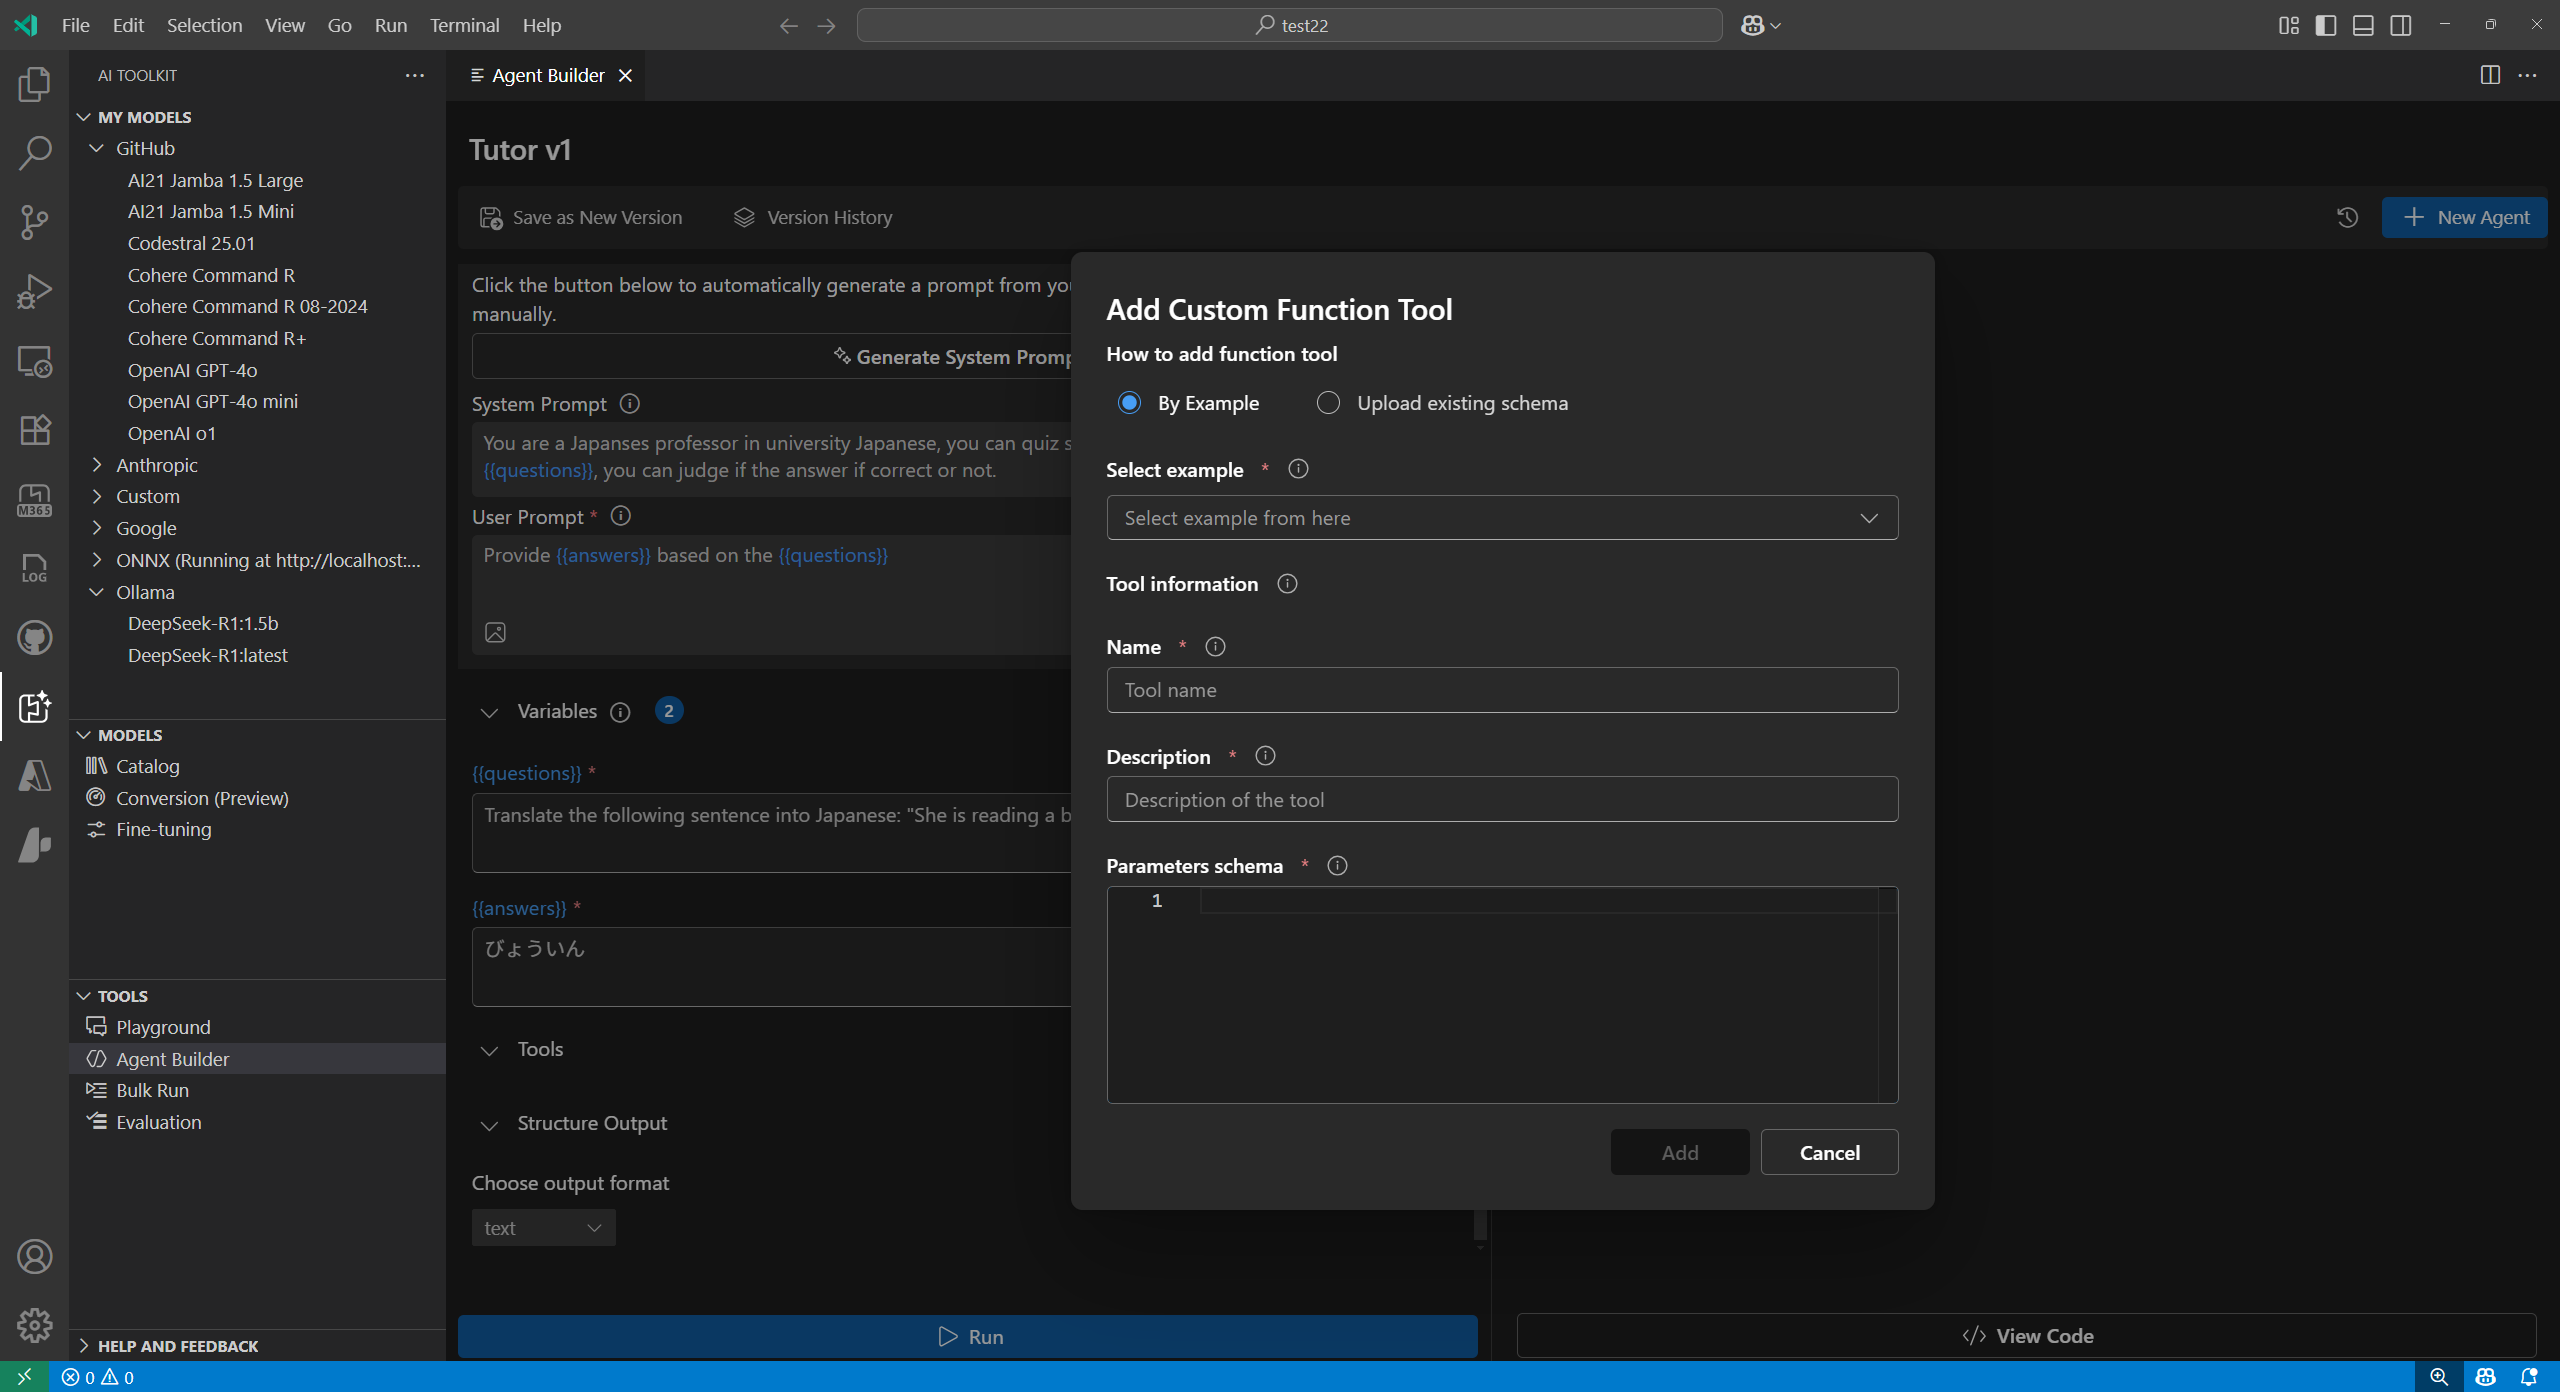 File Edit Selection View Go Run Terminal Help
test22
AI TOOLKIT
MY MODELS
GitHub
AI21 Jamba 1.5 Large
AI21 Jamba 1.5 Mini
Codestral 25.01
Cohere Command R
Cohere Command R 08-2024
Cohere Command R+
OpenAI GPT-4o
OpenAI GPT-4o mini
OpenAI o1
Anthropic
Custom
Google
ONNX (Running at http://localhost:...
Ollama
DeepSeek-R1:1.5b
DeepSeek-R1:latest
MODELS
Catalog
Conversion (Preview)
Fine-tuning
TOOLS
Playground
Agent Builder
Bulk Run
Evaluation
HELP AND FEEDBACK
M365
LOG
Agent Builder
Tutor v1
Save as New Version
Version History
New Agent
Click the button below to automatically generate a prompt from
manually.
Generate System
System Prompt
You are a Japanses professor in university Japanese, you can quiz
{{questions}}, you can judge if the answer if correct or not.
User Prompt *
Provide {{answers}} based on the {{questions}}
Variables 2
{{questions}} *
Translate the following sentence into Japanese: "She is reading a
{{answers}} *
びょういん
Tools
Structure Output
Choose output format
text
Run
View Code
Add Custom Function Tool
How to add function tool
By Example
Upload existing schema
Select example *
Select example from here
Tool information
Name *
Tool name
Description *
Description of the tool
Parameters schema *
1
Add
Cancel
0 0